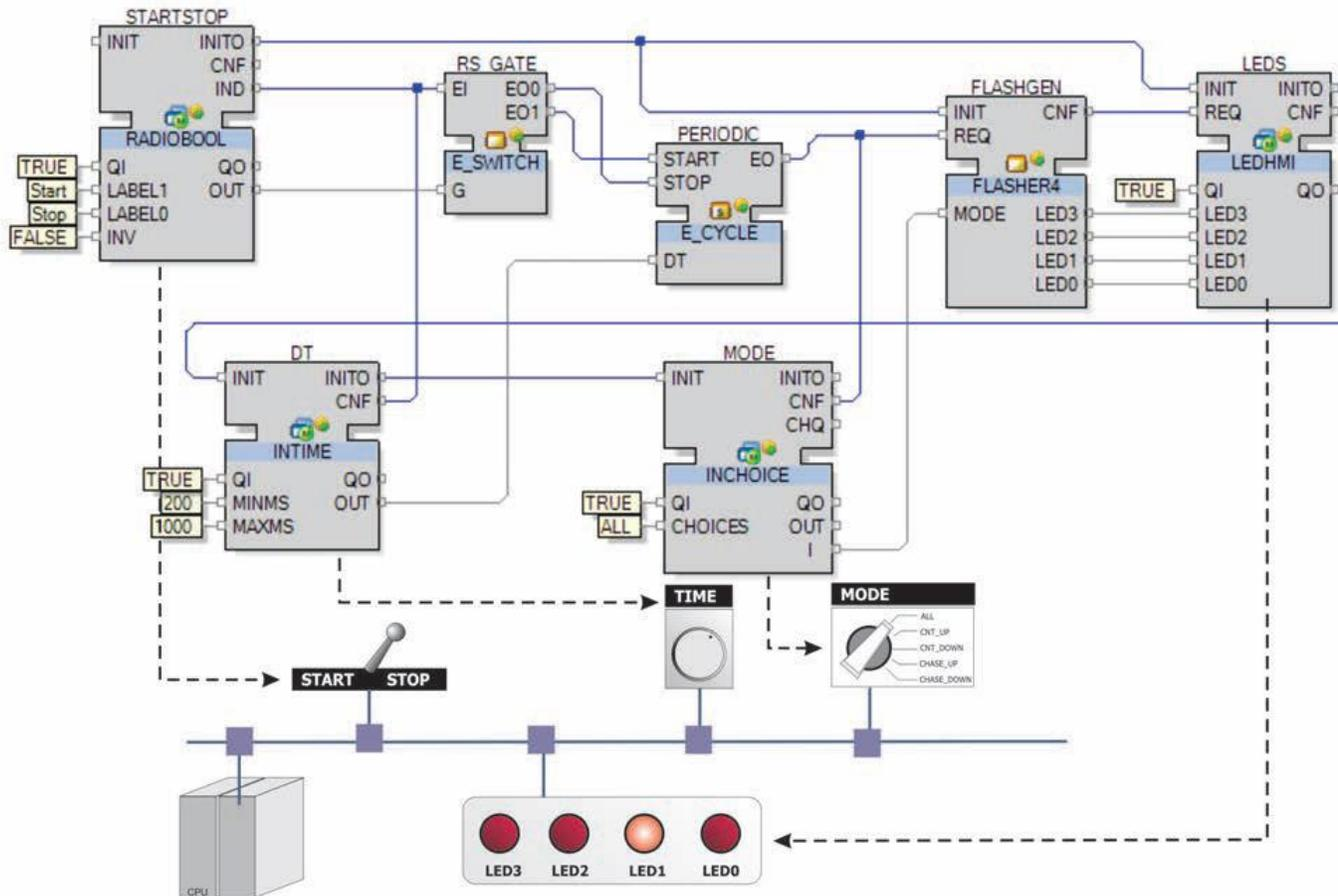 STARTSTOP
INIT INITO
CNF
IND
RADIOBOOL
TRUE QI QO
Start LABEL1 OUT
Stop LABEL0
FALSE INV
RS GATE
EI EO0
EO1
E_SWITCH
G
PERIODIC
START EO
STOP
E_CYCLE
DT
FLASHGEN
INIT CNF
REQ
FLASHER4
MODE LED3
LED2
LED1
LED0
LEDS
INIT INITO
REQ CNF
LEDHMI
TRUE QI QO
LED3
LED2
LED1
LED0
DT
INIT INITO
CNF
INTIME
TRUE QI QO
200 MINMS OUT
1000 MAXMS
MODE
INIT INITO
CNF
CHQ
INCHOICE
TRUE QI QO
ALL CHOICES OUT
I
START STOP
TIME
MODE
ALL
CNT_UP
CNT_DOWN
CHASE_UP
CHASE_DOWN
CPU
LED3 LED2 LED1 LED0